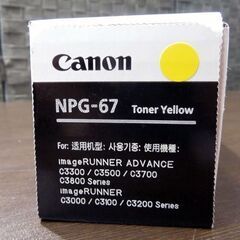 Canon
NPG-67 Toner Yellow
For: 适用机型: 사용기종: 使用機種:
imageRUNNER ADVANCE
C3300 / C3500 / C3700
C3800 Series
imageRUNNER
C3000 / C3100 / C3200 Series